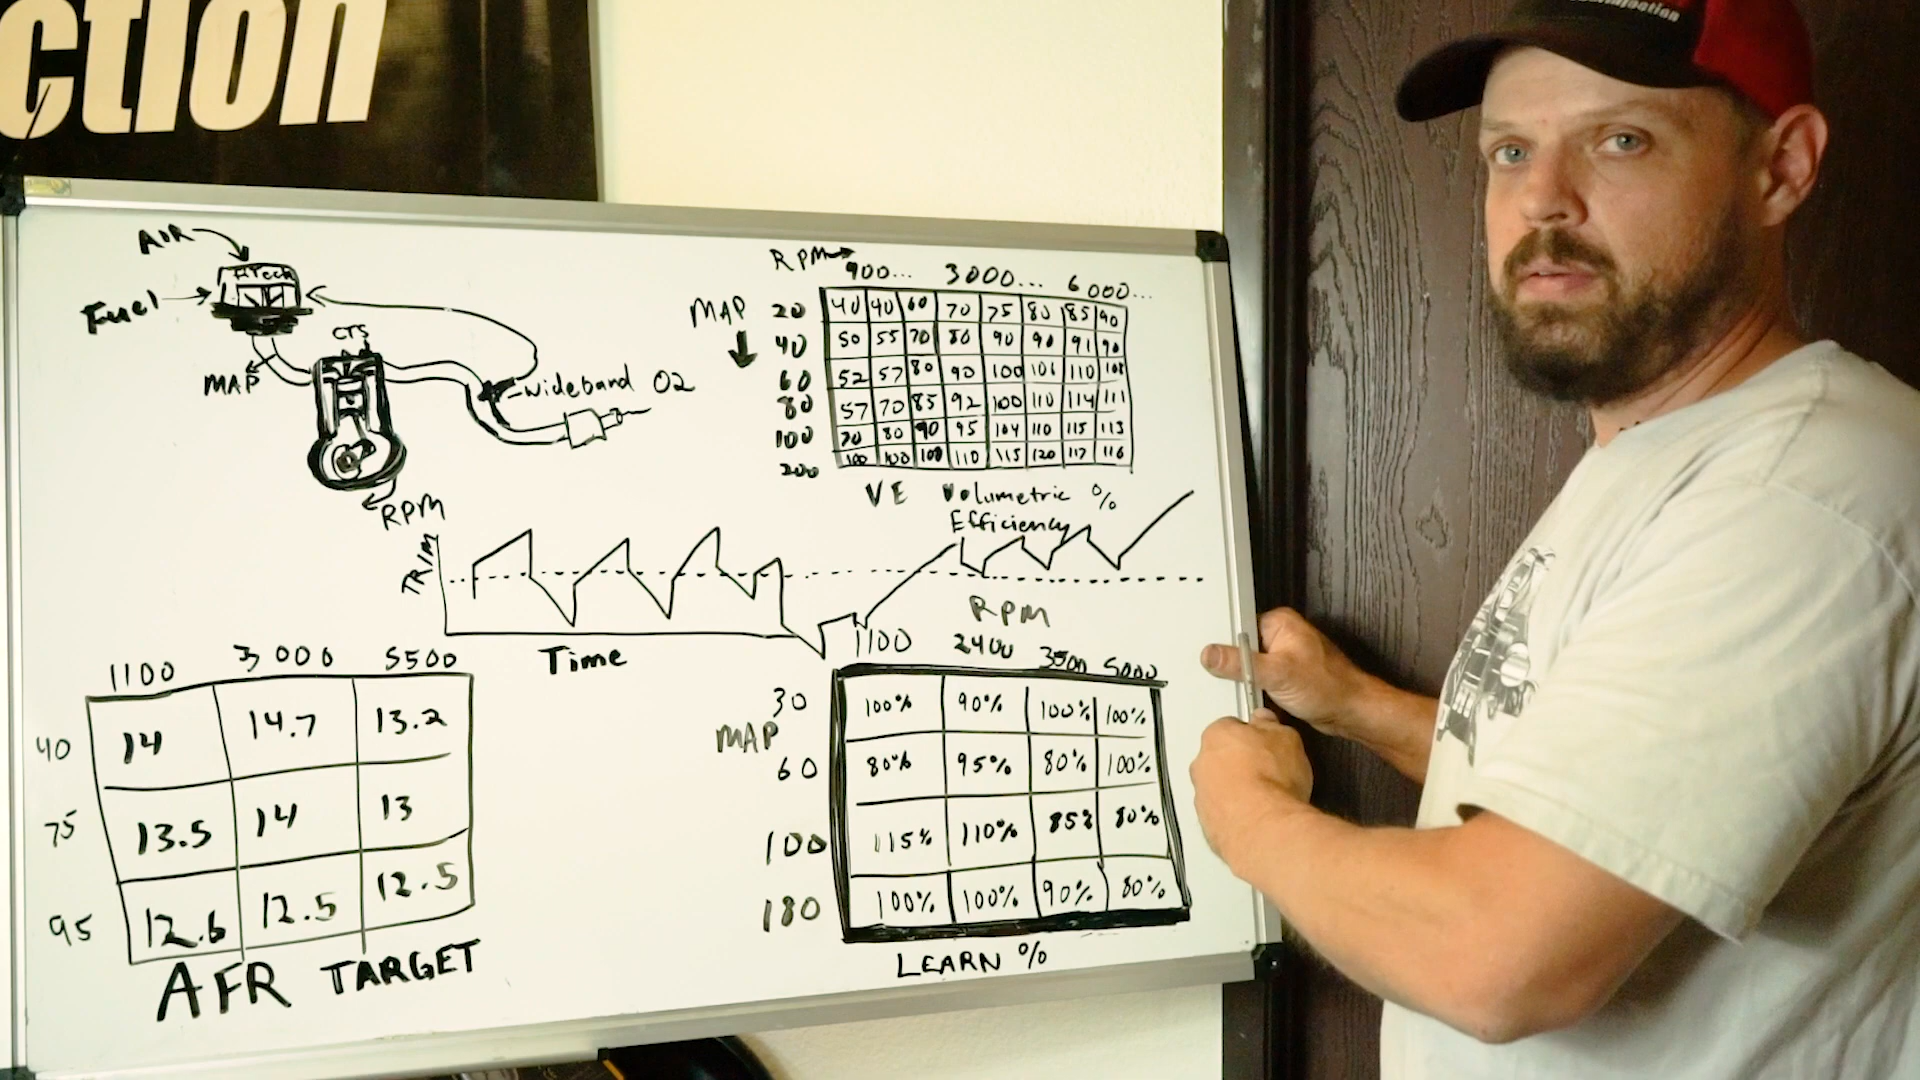 ction
AIR
FiTech
Fuel
CTS
MAP
wideband O2
RPM
RPM
900... 3000... 6000...
MAP
20 40 40 60 70 75 80 85 90
40 50 55 70 80 90 90 91 90
60 52 57 80 90 100 106 110 108
80 57 70 85 92 100 110 114 111
100 70 80 90 95 104 110 115 113
200 100 100 100 110 115 120 117 116
VE Volumetric %
Efficiency
TRIM
Time
1100 3000 5500
40 14 14.7 13.2
75 13.5 14 13
95 12.6 12.5 12.5
AFR TARGET
RPM
1100 2400 3500 5000
MAP
30 100% 90% 100% 100%
60 80% 95% 80% 100%
100 115% 110% 85% 80%
180 100% 100% 90% 80%
LEARN %